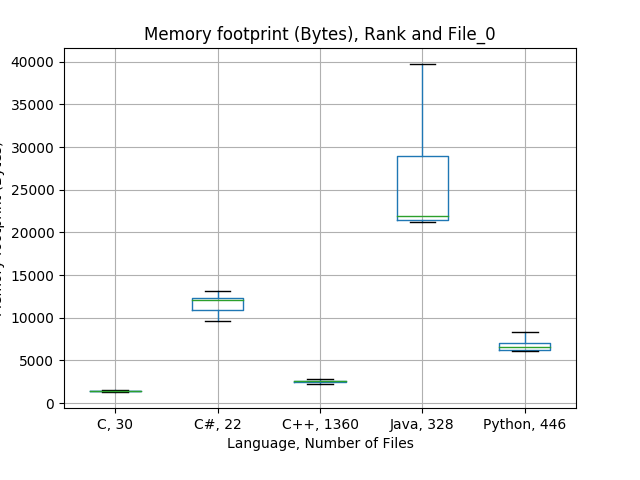 Memory footprint (Bytes), Rank and File_0
40000
35000
30000
25000
20000
15000
10000
5000
0
C, 30
C#, 22
C++, 1360
Java, 328
Python, 446
Language, Number of Files